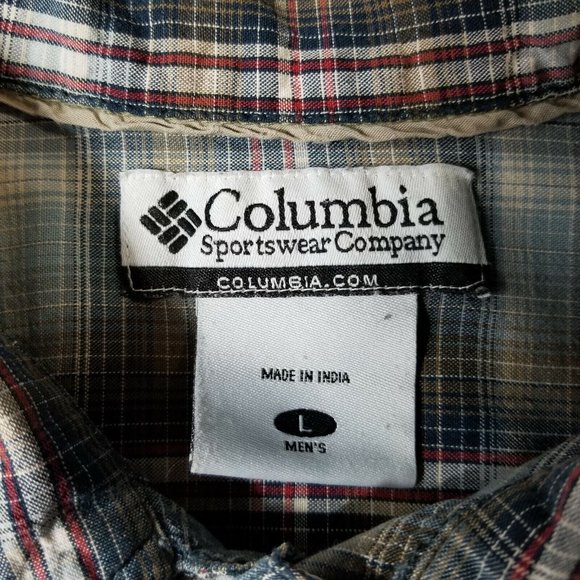 Columbia
Sportswear Company
COLUMBIA.COM
MADE IN INDIA
L
MEN'S